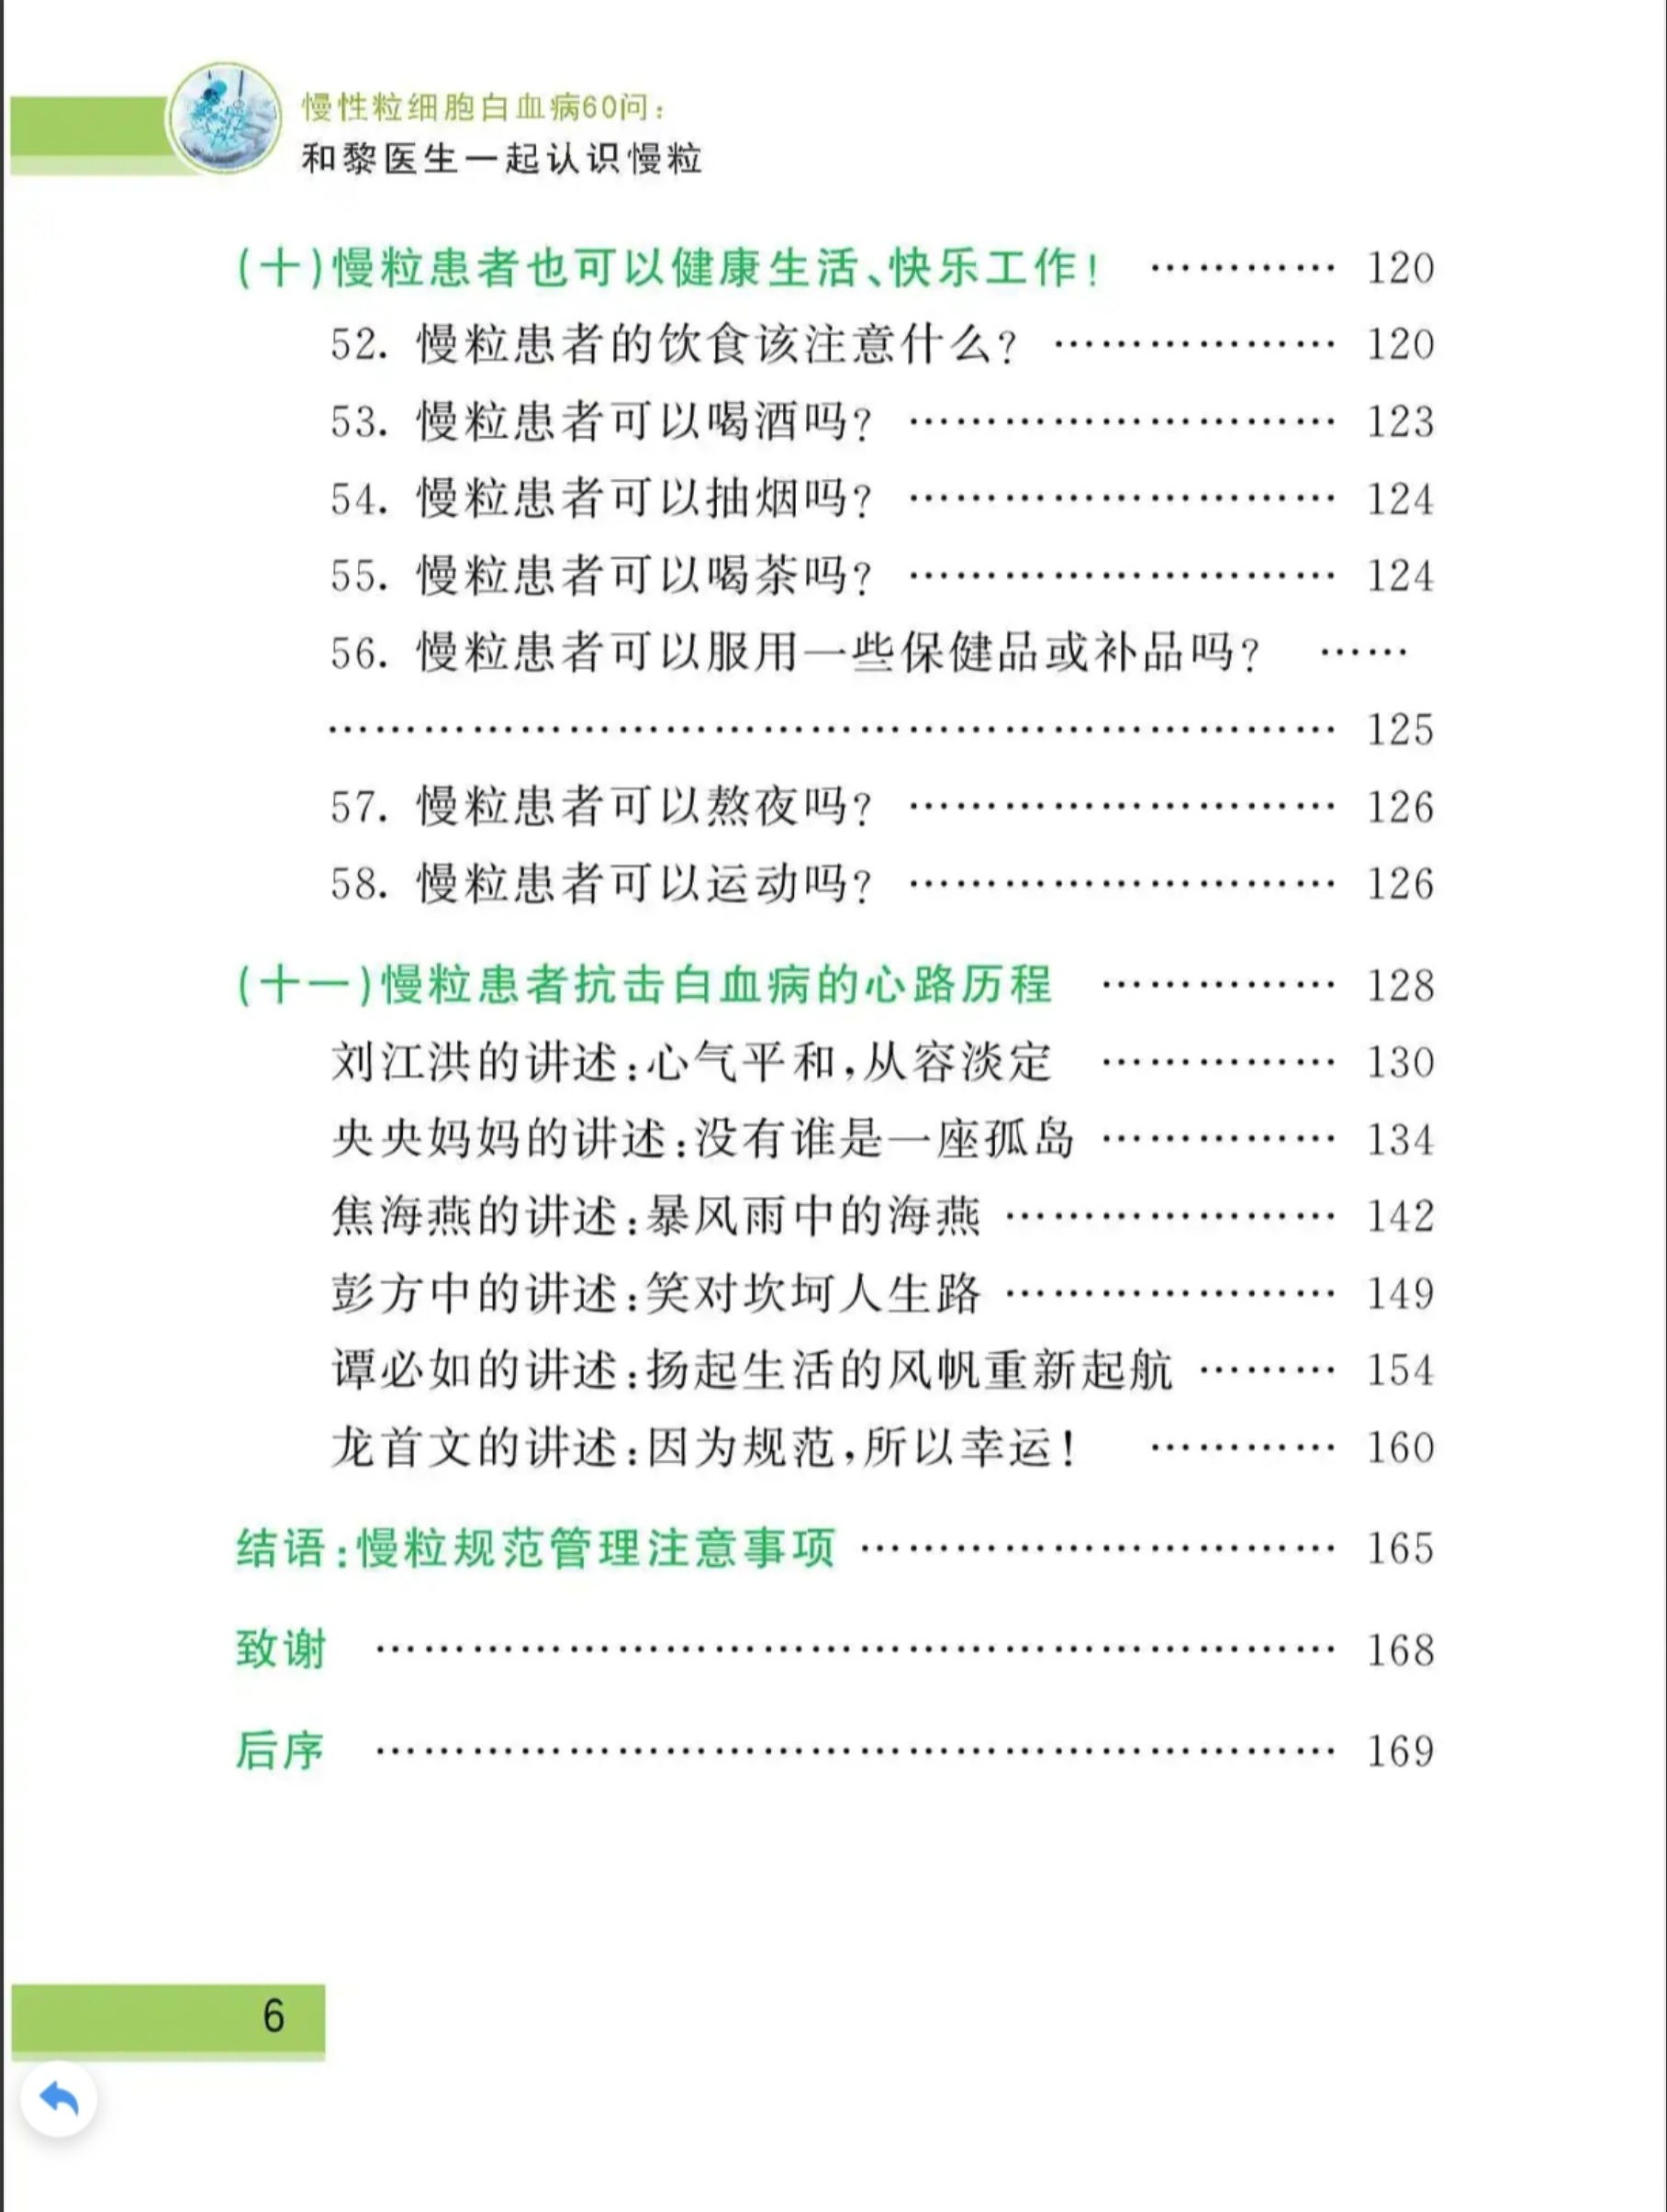 慢性粒细胞白血病60问：
和黎医生一起认识慢粒
(十)慢粒患者也可以健康生活、快乐工作！ ………… 120
52. 慢粒患者的饮食该注意什么？ ……………… 120
53. 慢粒患者可以喝酒吗？ ……………………… 123
54. 慢粒患者可以抽烟吗？ ……………………… 124
55. 慢粒患者可以喝茶吗？ ……………………… 124
56. 慢粒患者可以服用一些保健品或补品吗？ ……
……………………………………………………… 125
57. 慢粒患者可以熬夜吗？ ……………………… 126
58. 慢粒患者可以运动吗？ ……………………… 126
(十一)慢粒患者抗击白血病的心路历程 …………… 128
刘江洪的讲述：心气平和，从容淡定 …………… 130
央央妈妈的讲述：没有谁是一座孤岛 …………… 134
焦海燕的讲述：暴风雨中的海燕 ………………… 142
彭方中的讲述：笑对坎坷人生路 ………………… 149
谭必如的讲述：扬起生活的风帆重新起航 ……… 154
龙首文的讲述：因为规范，所以幸运！ ………… 160
结语：慢粒规范管理注意事项 ………………………… 165
致谢 …………………………………………………… 168
后序 …………………………………………………… 169
6